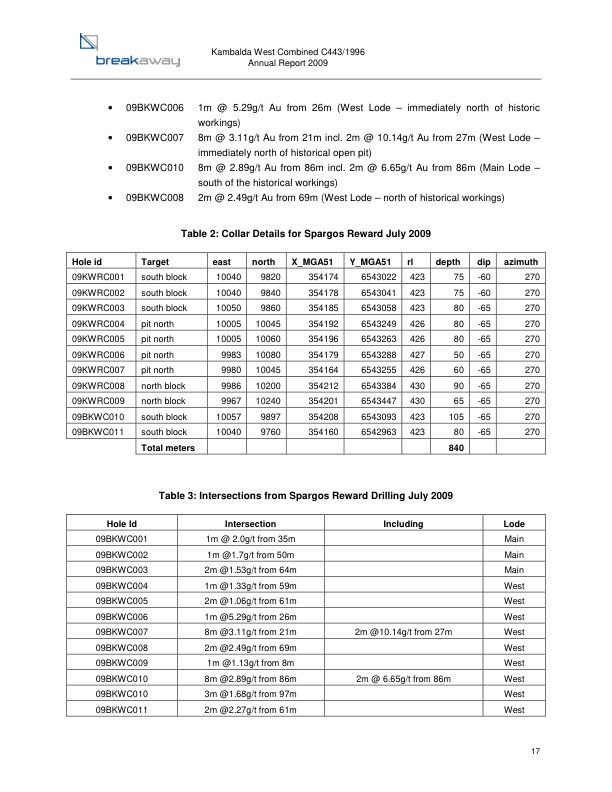 breakaway
Kambalda West Combined C443/1996
Annual Report 2009
• 09BKWC006 1m @ 5.29g/t Au from 26m (West Lode – immediately north of historic
workings)
• 09BKWC007 8m @ 3.11g/t Au from 21m incl. 2m @ 10.14g/t Au from 27m (West Lode –
immediately north of historical open pit)
• 09BKWC010 8m @ 2.89g/t Au from 86m incl. 2m @ 6.65g/t Au from 86m (Main Lode –
south of the historical workings)
• 09BKWC008 2m @ 2.49g/t Au from 69m (West Lode – north of historical workings)
Table 2: Collar Details for Spargos Reward July 2009
Hole id Target east north X_MGA51 Y_MGA51 rl depth dip azimuth
09KWRC001 south block 10040 9820 354174 6543022 423 75 -60 270
09KWRC002 south block 10040 9840 354178 6543041 423 75 -60 270
09KWRC003 south block 10050 9860 354185 6543058 423 80 -65 270
09KWRC004 pit north 10005 10045 354192 6543249 426 80 -65 270
09KWRC005 pit north 10005 10060 354196 6543263 426 80 -65 270
09KWRC006 pit north 9983 10080 354179 6543288 427 50 -65 270
09KWRC007 pit north 9980 10045 354164 6543255 426 60 -65 270
09KWRC008 north block 9986 10200 354212 6543384 430 90 -65 270
09KWRC009 north block 9967 10240 354201 6543447 430 65 -65 270
09BKWC010 south block 10057 9897 354208 6543093 423 105 -65 270
09BKWC011 south block 10040 9760 354160 6542963 423 80 -65 270
Total meters 840
Table 3: Intersections from Spargos Reward Drilling July 2009
Hole Id Intersection Including Lode
09BKWC001 1m @ 2.0g/t from 35m Main
09BKWC002 1m @1.7g/t from 50m Main
09BKWC003 2m @1.53g/t from 64m Main
09BKWC004 1m @1.33g/t from 59m West
09BKWC005 2m @1.06g/t from 61m West
09BKWC006 1m @5.29g/t from 26m West
09BKWC007 8m @3.11g/t from 21m 2m @10.14g/t from 27m West
09BKWC008 2m @2.49g/t from 69m West
09BKWC009 1m @1.13g/t from 8m West
09BKWC010 8m @2.89g/t from 86m 2m @ 6.65g/t from 86m West
09BKWC010 3m @1.68g/t from 97m West
09BKWC011 2m @2.27g/t from 61m West
17